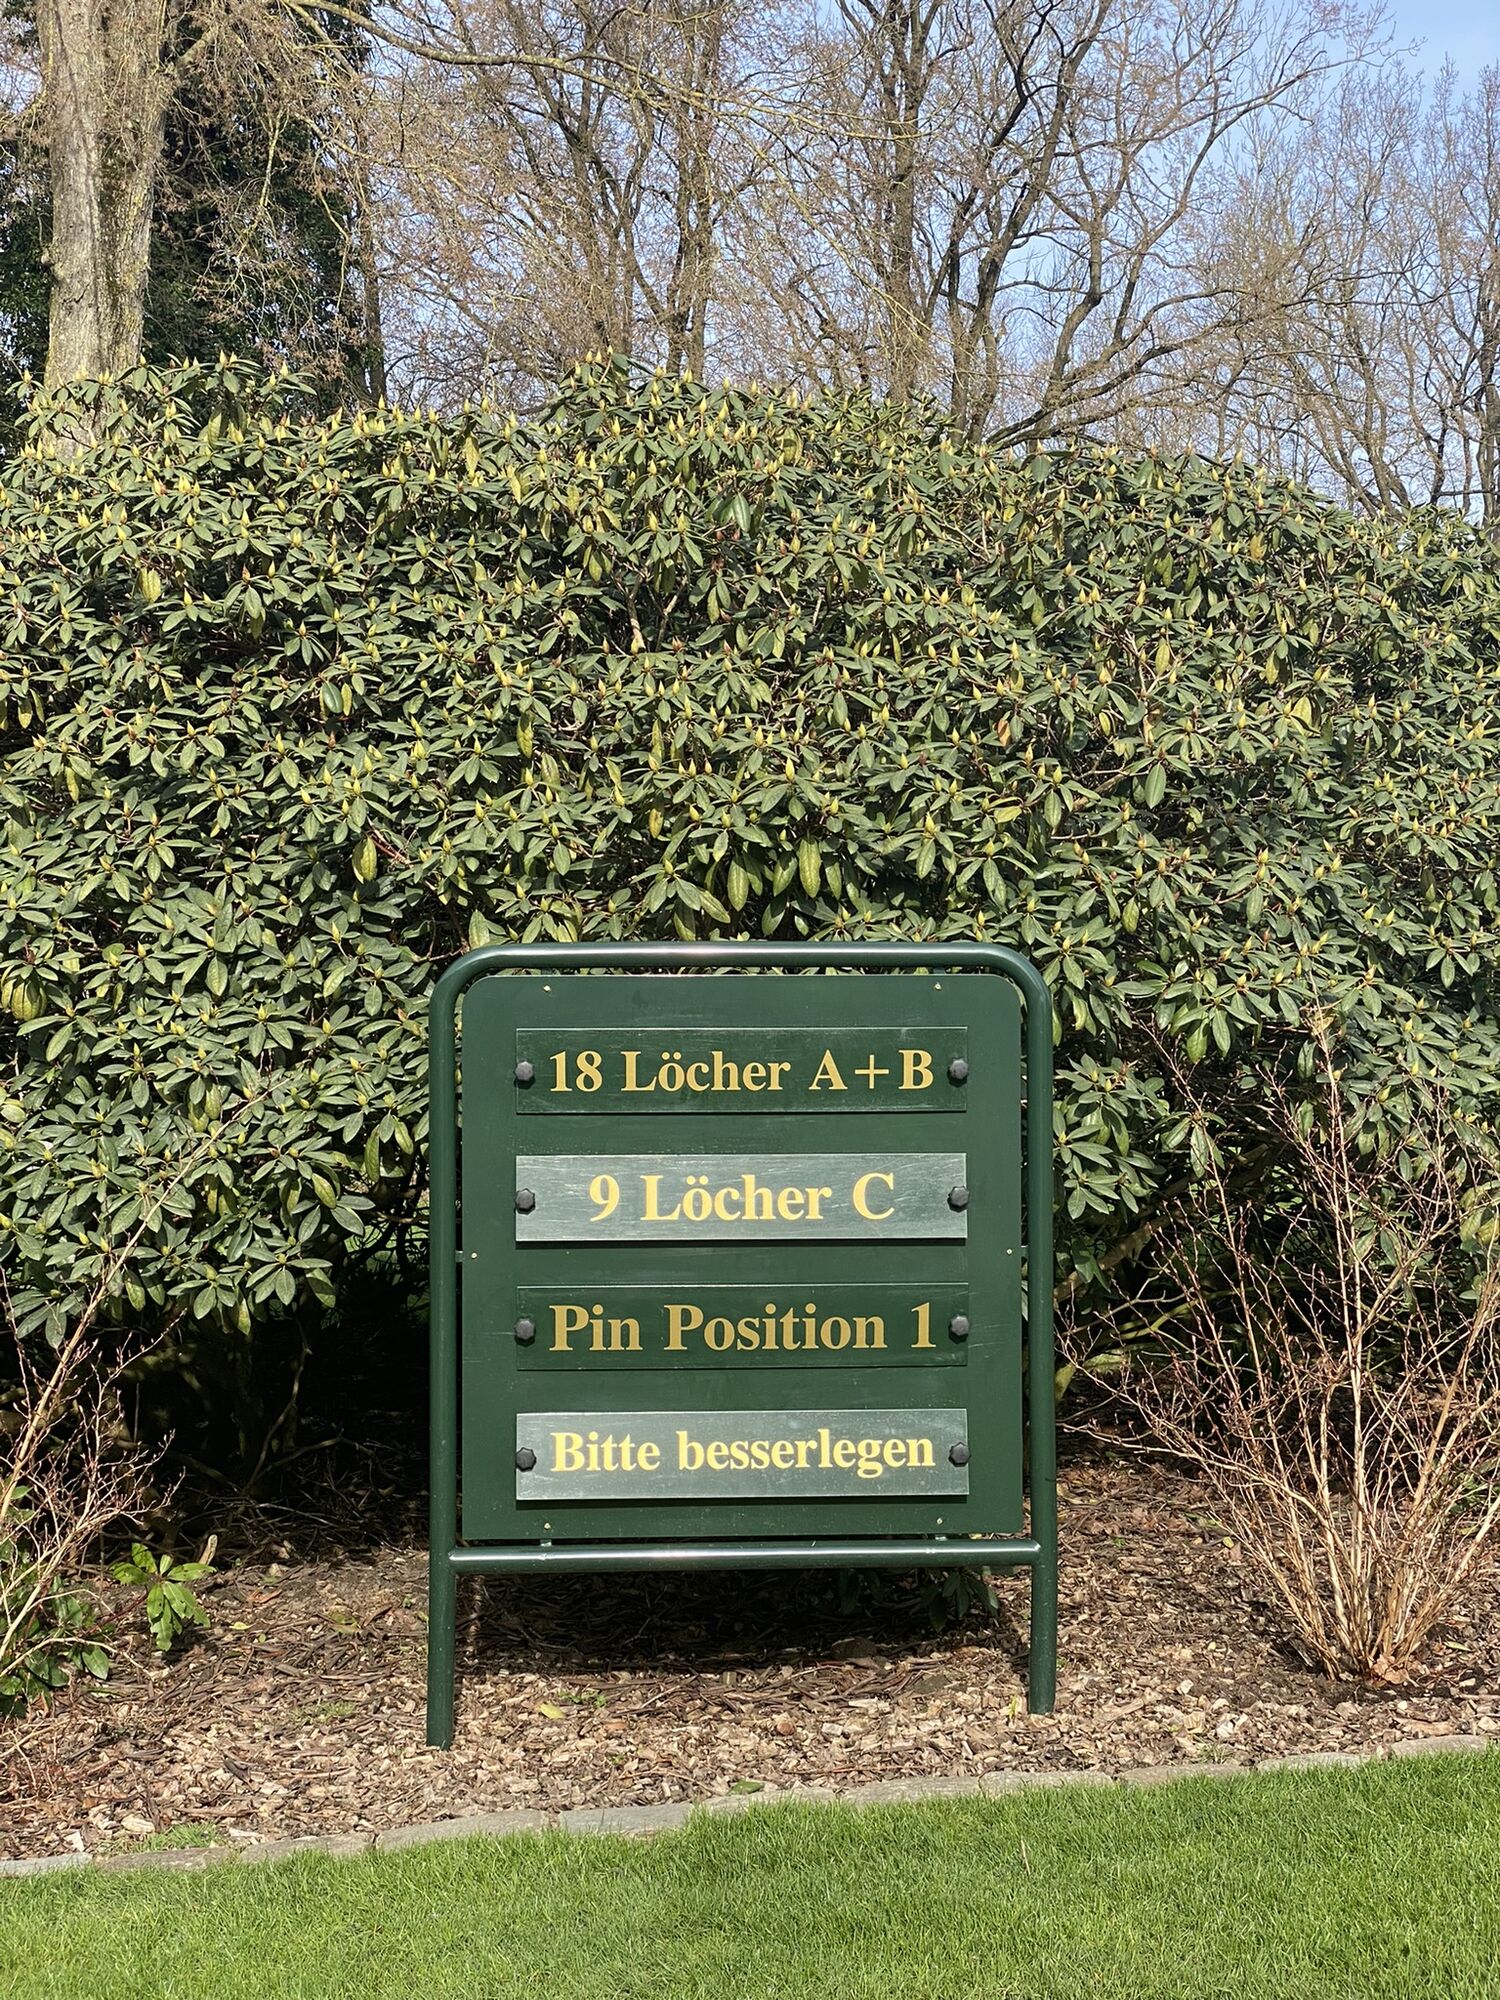 18 Löcher A+B
9 Löcher C
Pin Position 1
Bitte besserlegen